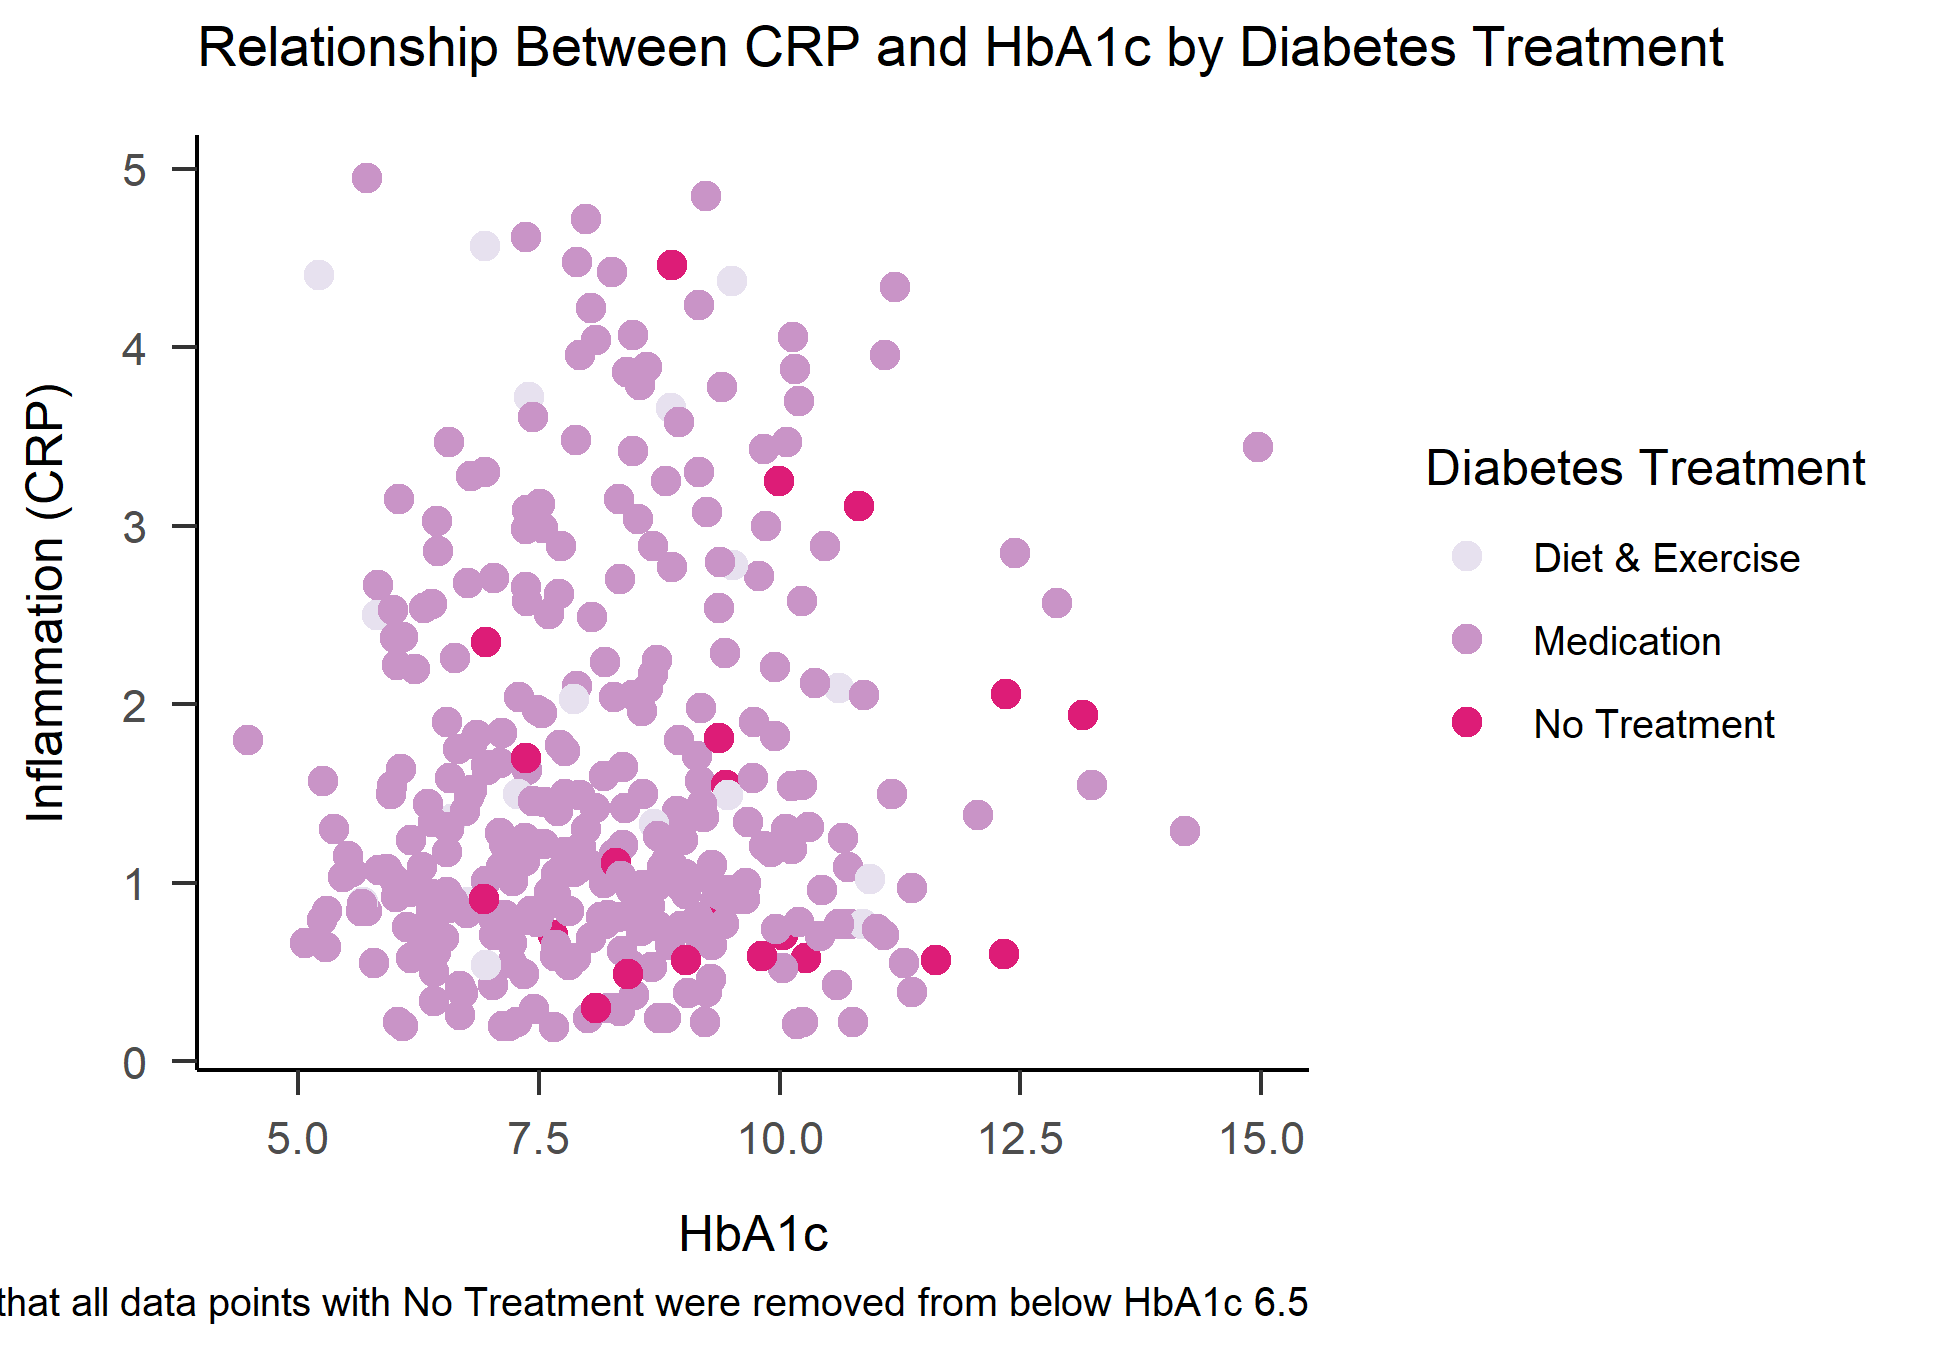 Relationship Between CRP and HbA1c by Diabetes Treatment
Inflammation (CRP)
5
4
3
2
1
0
5.0 7.5 10.0 12.5 15.0
HbA1c
Diabetes Treatment
Diet & Exercise
Medication
No Treatment
that all data points with No Treatment were removed from below HbA1c 6.5